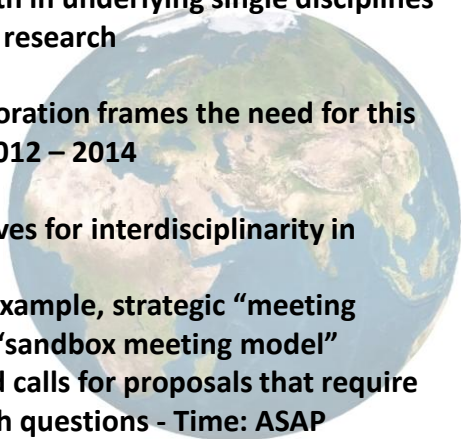 th in underlying single disciplines
research
oration frames the need for this
012 – 2014
ves for interdisciplinarity in
example, strategic “meeting
“sandbox meeting model”
d calls for proposals that require
h questions - Time: ASAP